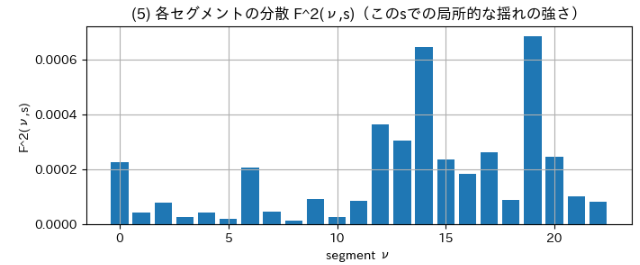 (5) 各セグメントの分散 F^2(ν,s)（このsでの局所的な揺れの強さ）
F^2(ν,s)
0.0006
0.0004
0.0002
0.0000
0 5 10 15 20
segment ν